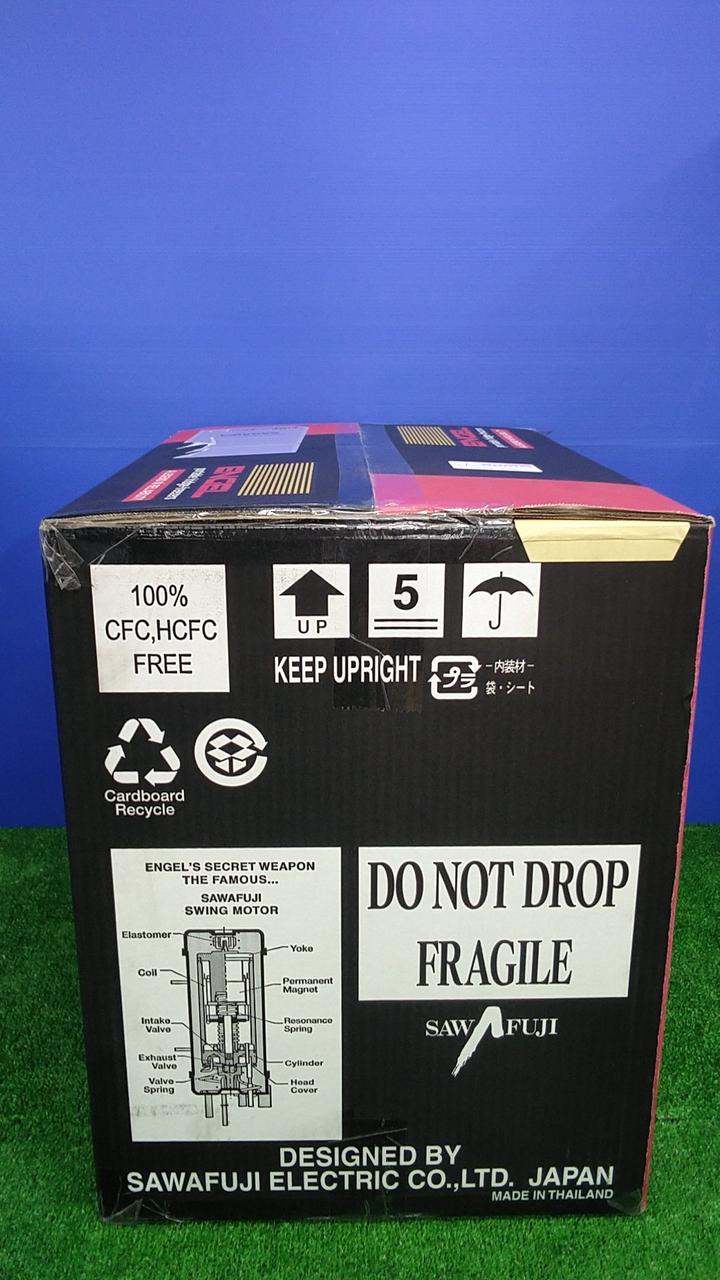 ENGEL
ENGEL
100%
CFC,HCFC
FREE
UP
5
KEEP UPRIGHT
プラ
-内装材-
袋・シート
Cardboard
Recycle
ENGEL'S SECRET WEAPON
THE FAMOUS...
SAWAFUJI
SWING MOTOR
Elastomer
Yoke
Coil
Permanent
Magnet
Intake
Valve
Resonance
Spring
Exhaust
Valve
Cylinder
Valve
Spring
Head
Cover
DO NOT DROP
FRAGILE
SAWAFUJI
DESIGNED BY
SAWAFUJI ELECTRIC CO.,LTD. JAPAN
MADE IN THAILAND